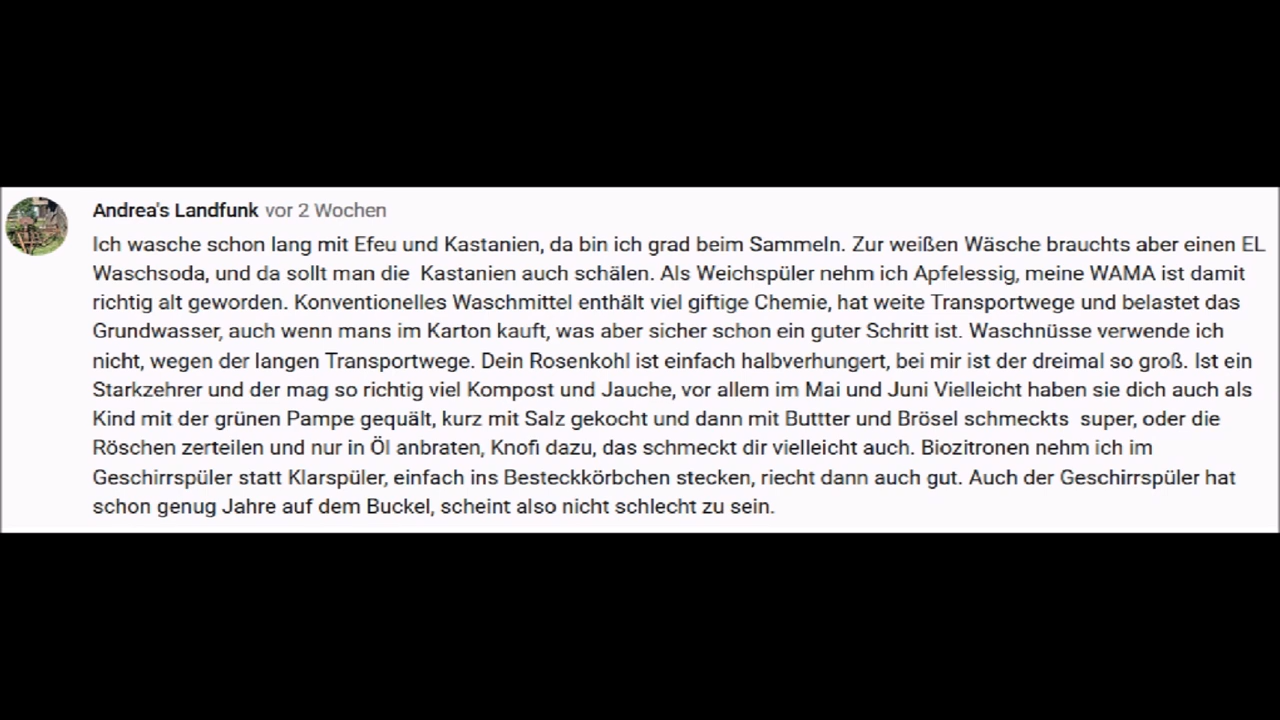 Andrea's Landfunk vor 2 Wochen
Ich wasche schon lang mit Efeu und Kastanien, da bin ich grad beim Sammeln. Zur weißen Wäsche brauchts aber einen EL
Waschsoda, und da sollt man die  Kastanien auch schälen. Als Weichspüler nehm ich Apfelessig, meine WAMA ist damit
richtig alt geworden. Konventionelles Waschmittel enthält viel giftige Chemie, hat weite Transportwege und belastet das
Grundwasser, auch wenn mans im Karton kauft, was aber sicher schon ein guter Schritt ist. Waschnüsse verwende ich
nicht, wegen der langen Transportwege. Dein Rosenkohl ist einfach halbverhungert, bei mir ist der dreimal so groß. Ist ein
Starkzehrer und der mag so richtig viel Kompost und Jauche, vor allem im Mai und Juni Vielleicht haben sie dich auch als
Kind mit der grünen Pampe gequält, kurz mit Salz gekocht und dann mit Buttter und Brösel schmeckts  super, oder die
Röschen zerteilen und nur in Öl anbraten, Knofi dazu, das schmeckt dir vielleicht auch. Biozitronen nehm ich im
Geschirrspüler statt Klarspüler, einfach ins Besteckkörbchen stecken, riecht dann auch gut. Auch der Geschirrspüler hat
schon genug Jahre auf dem Buckel, scheint also nicht schlecht zu sein.